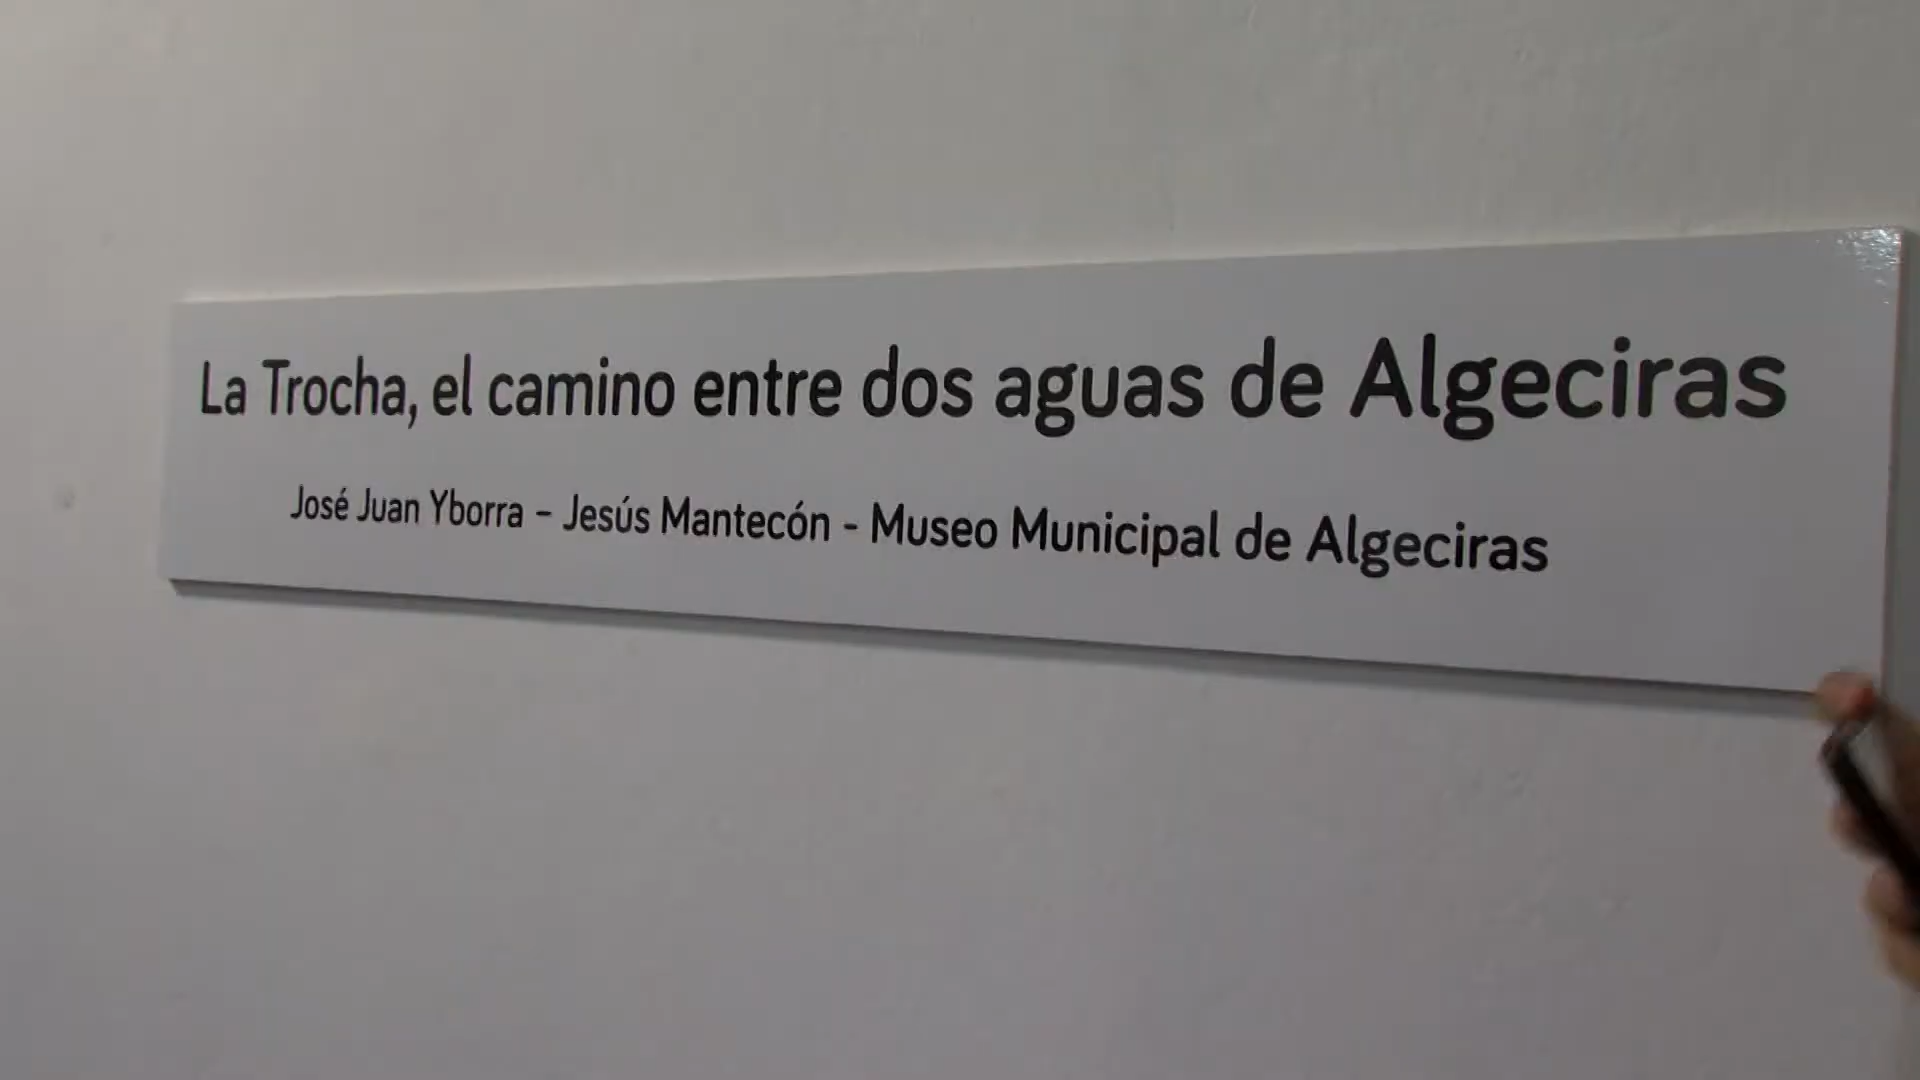 La Trocha, el camino entre dos aguas de Algeciras
José Juan Yborra – Jesús Mantecón - Museo Municipal de Algeciras